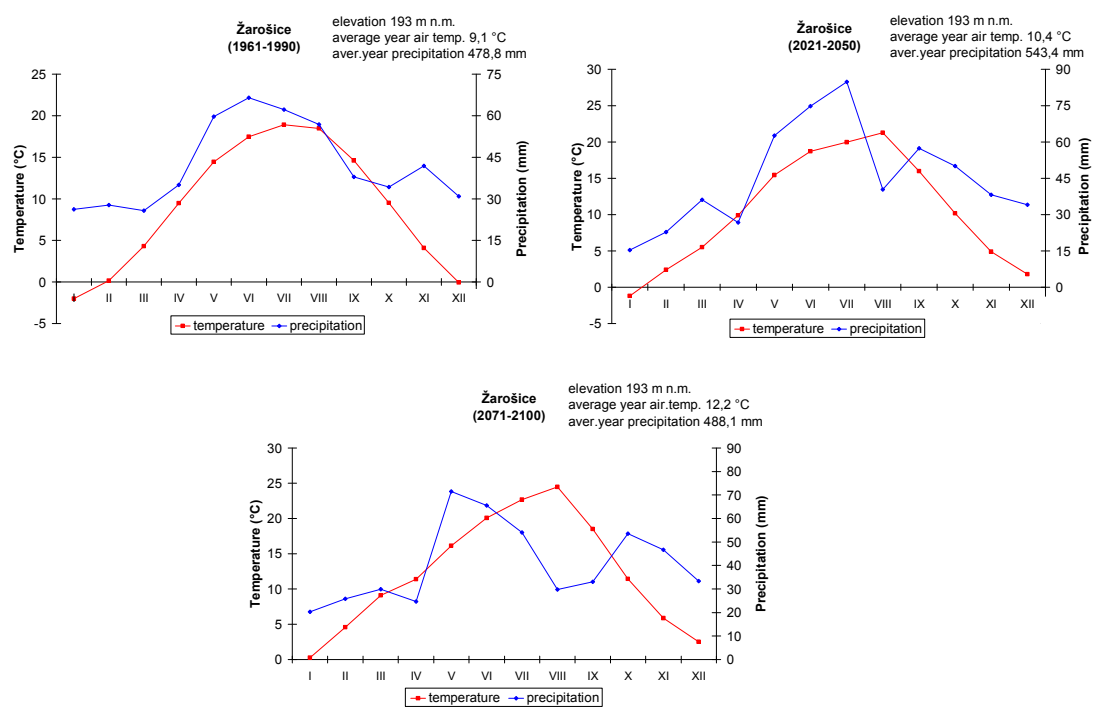 Žarošice
(1961-1990)
elevation 193 m n.m.
average year air temp. 9,1 °C
aver.year precipitation 478,8 mm
25
20
15
10
5
0
-5
Temperature (°C)
75
60
45
30
15
0
Precipitation (mm)
I II III IV V VI VII VIII IX X XI XII
temperature precipitation
Žarošice
(2021-2050)
elevation 193 m n.m.
average year air temp. 10,4 °C
aver.year precipitation 543,4 mm
30
25
20
15
10
5
0
-5
Temperature (°C)
90
75
60
45
30
15
0
Precipitation (mm)
I II III IV V VI VII VIII IX X XI XII
temperature precipitation
Žarošice
(2071-2100)
elevation 193 m n.m.
average year air.temp. 12,2 °C
aver.year precipitation 488,1 mm
30
25
20
15
10
5
0
Temperature (°C)
90
80
70
60
50
40
30
20
10
0
Precipitation (mm)
I II III IV V VI VII VIII IX X XI XII
temperature precipitation